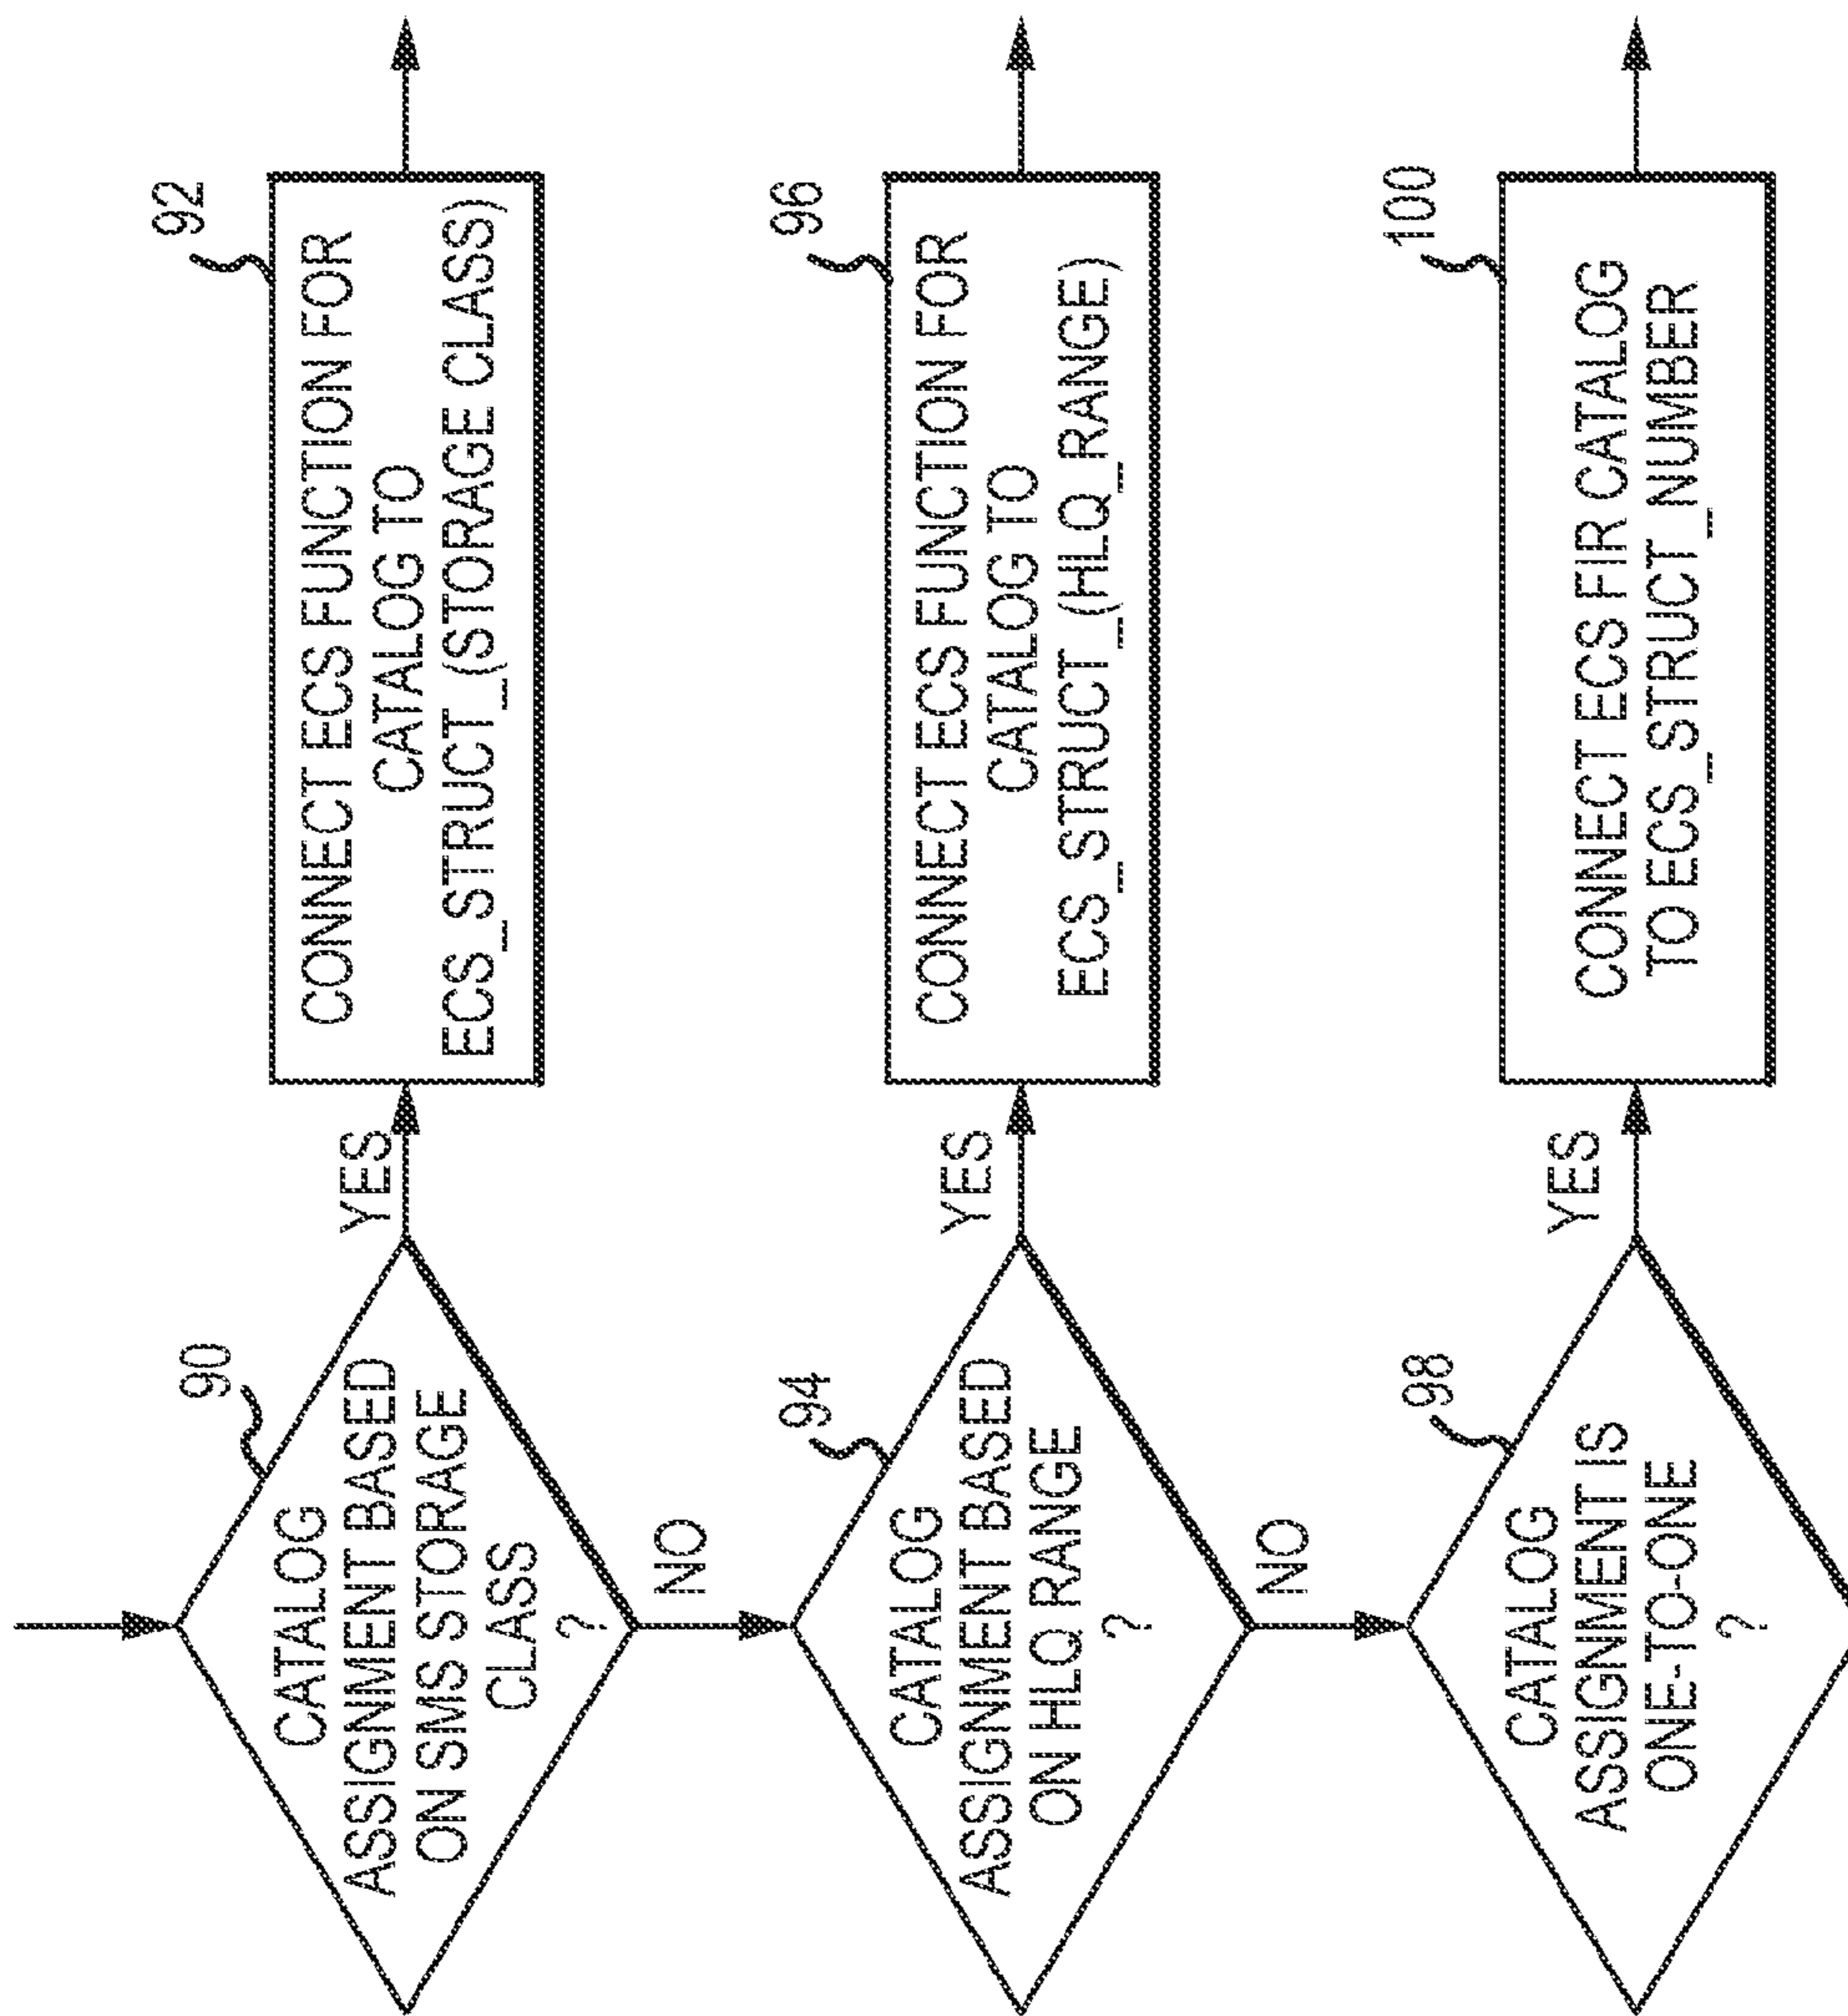 90
CATALOG
ASSIGNMENT BASED
ON SMS STORAGE
CLASS
?
YES
92
CONNECT ECS FUNCTION FOR
CATALOG TO
ECS_STRUCT_(STORAGE CLASS)
NO
94
CATALOG
ASSIGNMENT BASED
ON HLQ RANGE
?
YES
96
CONNECT ECS FUNCTION FOR
CATALOG TO
ECS_STRUCT_(HLQ_RANGE)
NO
98
CATALOG
ASSIGNMENT IS
ONE-TO-ONE
?
YES
100
CONNECT ECS FIR CATALOG
TO ECS_STRUCT_NUMBER